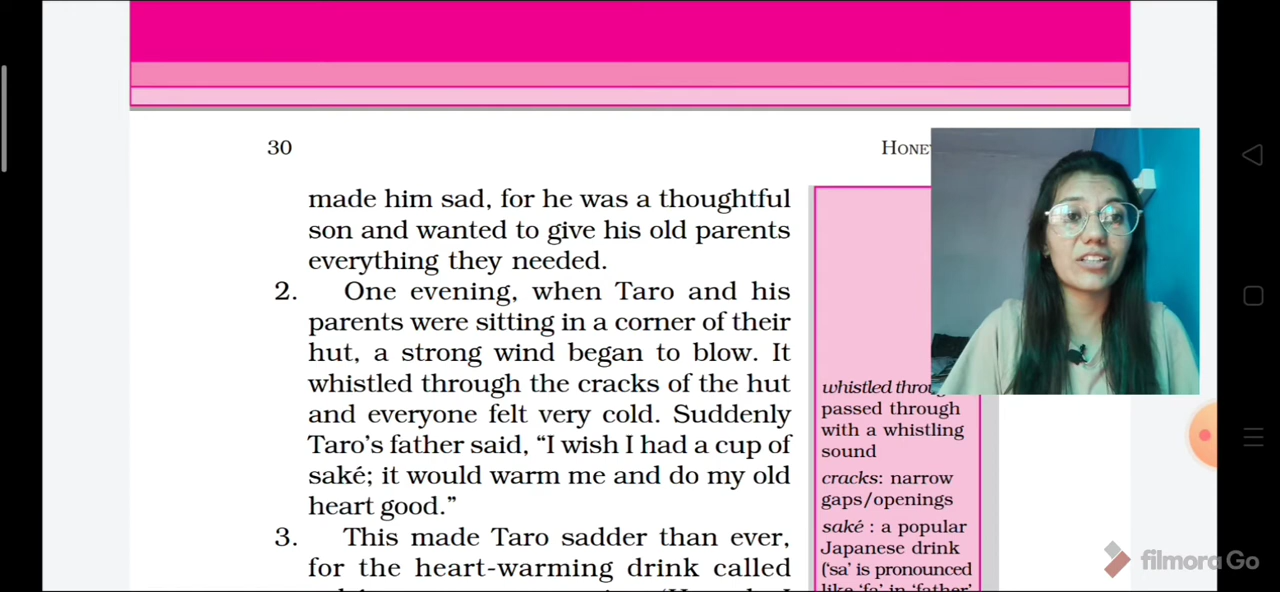 30
made him sad, for he was a thoughtful
son and wanted to give his old parents
everything they needed.
2. One evening, when Taro and his
parents were sitting in a corner of their
hut, a strong wind began to blow. It
whistled through the cracks of the hut
and everyone felt very cold. Suddenly
Taro's father said, “I wish I had a cup of
saké; it would warm me and do my old
heart good.”
3. This made Taro sadder than ever,
for the heart-warming drink called
whistled
passed through
with a whistling
sound
cracks: narrow
gaps/openings
saké : a popular
Japanese drink
(‘sa’ is pronounced
like ‘fa’ in ‘father’
filmora Go